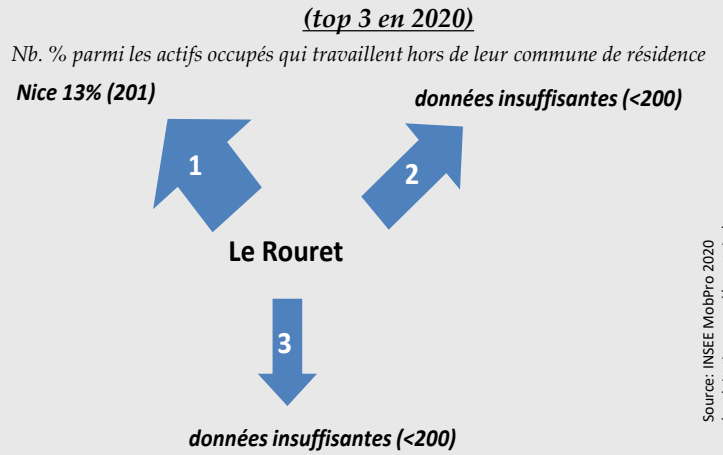 (top 3 en 2020)
Nb. % parmi les actifs occupés qui travaillent hors de leur commune de résidence
Nice 13% (201)
données insuffisantes (<200)
1
2
Le Rouret
3
données insuffisantes (<200)
Source: INSEE MobPro 2020